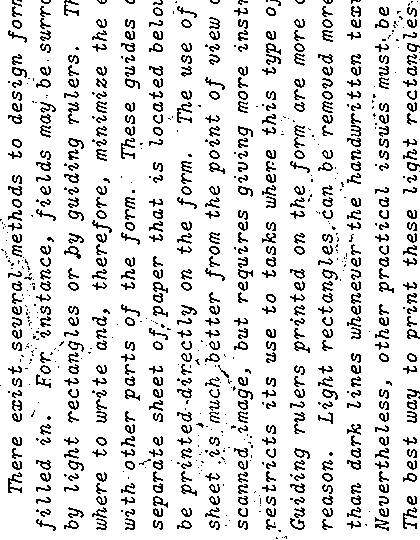 There exist several methods to design form
filled in. For instance, fields may be surro
by light rectangles or by guiding rulers. Th
where to write and, therefore, minimize the e
with other parts of the form. These guides c
separate sheet of paper that is located belo
be printed directly on the form. The use of
sheet is much better from the point of view o
scanned image, but requires giving more instr
restricts its use to tasks where this type of
Guiding rulers printed on the form are more c
reason. Light rectangles can be removed more
than dark lines whenever the handwritten tex
Nevertheless, other practical issues must be
The best way to print these light rectangles